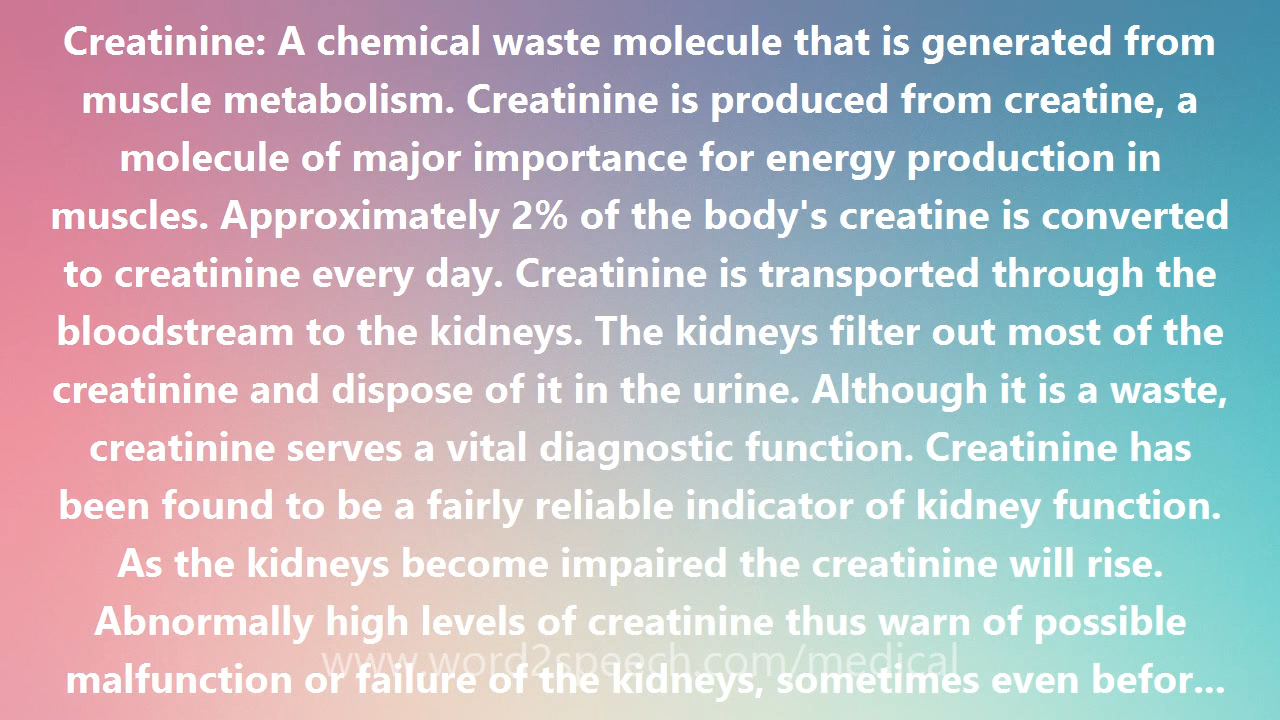 Creatinine: A chemical waste molecule that is generated from
muscle metabolism. Creatinine is produced from creatine, a
molecule of major importance for energy production in
muscles. Approximately 2% of the body's creatine is converted
to creatinine every day. Creatinine is transported through the
bloodstream to the kidneys. The kidneys filter out most of the
creatinine and dispose of it in the urine. Although it is a waste,
creatinine serves a vital diagnostic function. Creatinine has
been found to be a fairly reliable indicator of kidney function.
As the kidneys become impaired the creatinine will rise.
Abnormally high levels of creatinine thus warn of possible
www.word2speech.com/medical
malfunction or failure of the kidneys, sometimes even befor...